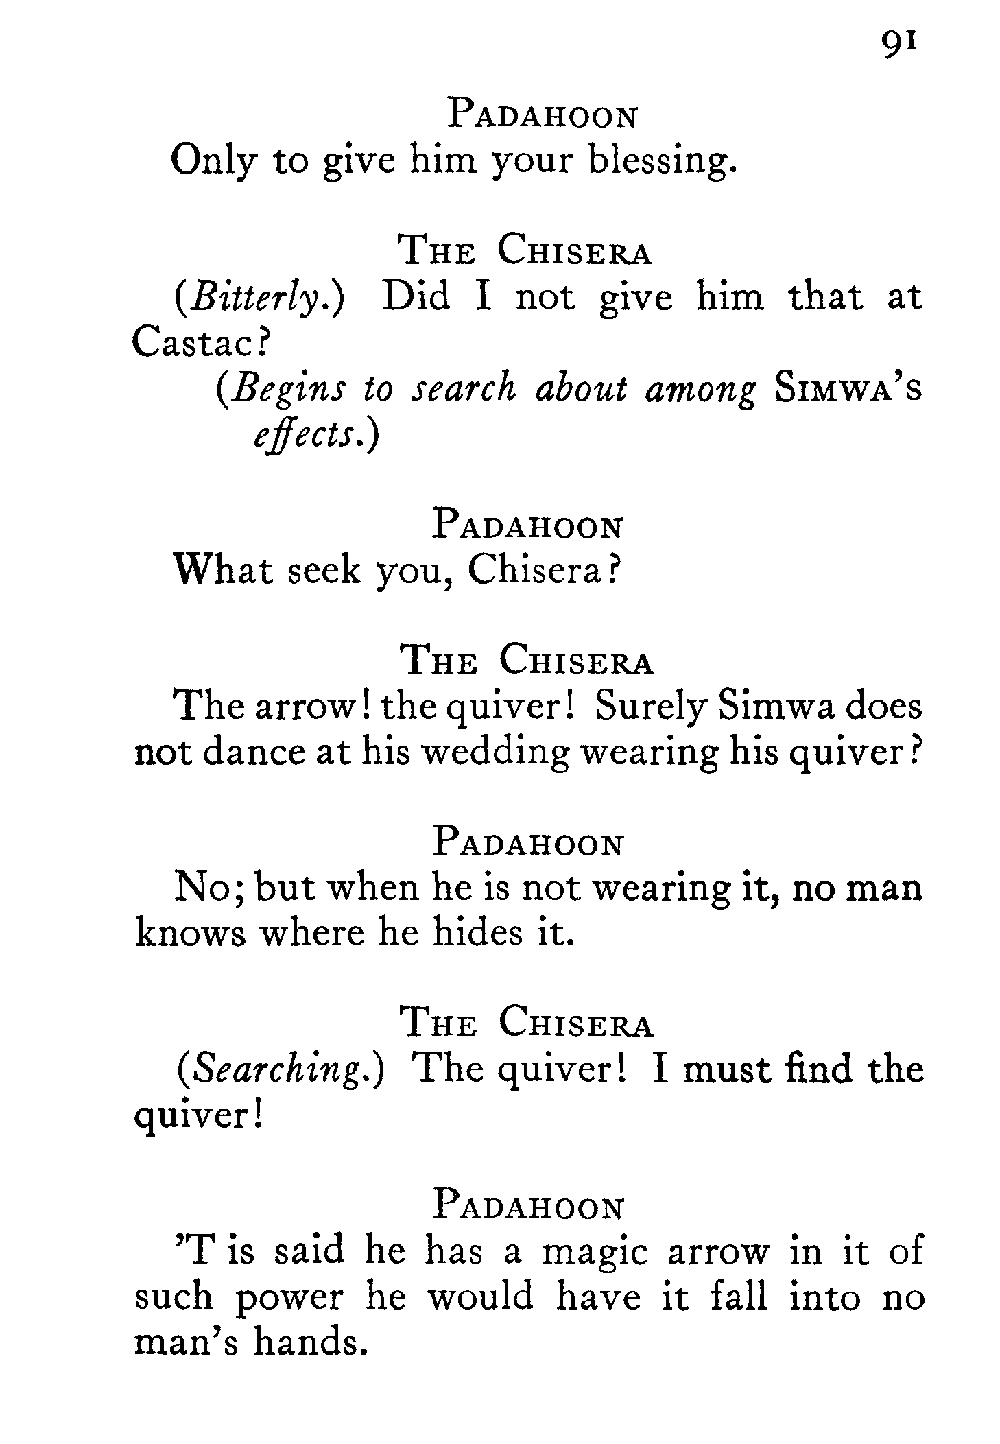 91
PADAHOON
Only to give him your blessing.
THE CHISERA
(Bitterly.) Did I not give him that at
Castac?
(Begins to search about among SIMWA's
effects.)
PADAHOON
What seek you, Chisera?
THE CHISERA
The arrow! the quiver! Surely Simwa does
not dance at his wedding wearing his quiver?
PADAHOON
No; but when he is not wearing it, no man
knows where he hides it.
THE CHISERA
(Searching.) The quiver! I must find the
quiver!
PADAHOON
'T is said he has a magic arrow in it of
such power he would have it fall into no
man's hands.